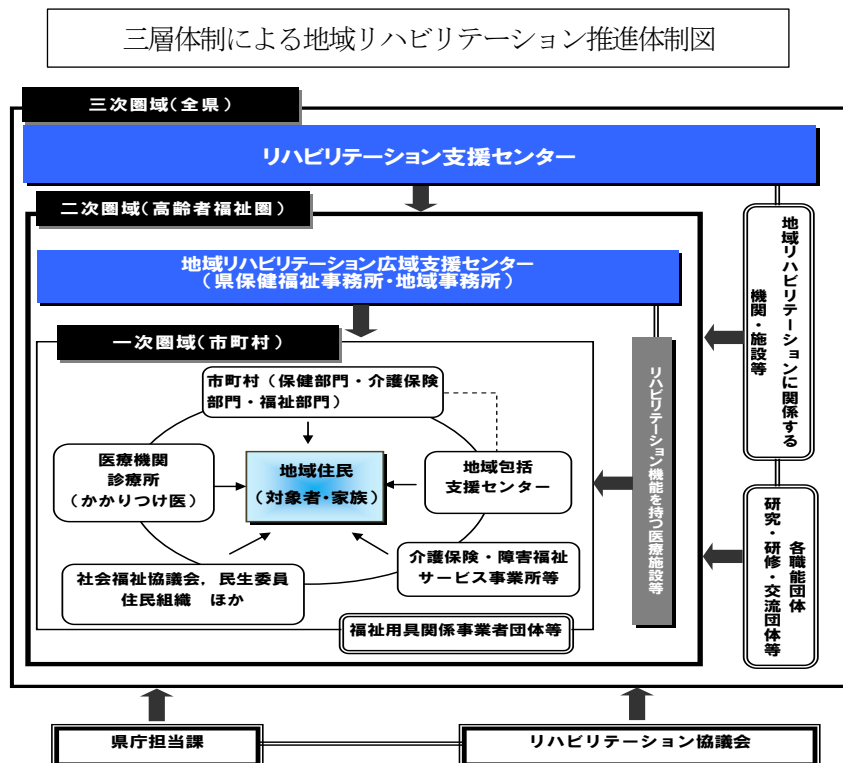 三層体制による地域リハビリテーション推進体制図
三次圏域(全県)
リハビリテーション支援センター
二次圏域(高齢者福祉圏)
地域リハビリテーション広域支援センター
(県保健福祉事務所・地域事務所)
一次圏域(市町村)
市町村(保健部門・介護保険
部門・福祉部門)
医療機関
診療所
(かかりつけ医)
地域住民
(対象者・家族)
地域包括
支援センター
社会福祉協議会,民生委員
住民組織 ほか
介護保険・障害福祉
サービス事業所等
福祉用具関係事業者団体等
リハビリテーション機能を持つ医療施設等
地域リハビリテーションに関係する
機関・施設等
各職能団体
研究・研修・交流団体等
県庁担当課
リハビリテーション協議会